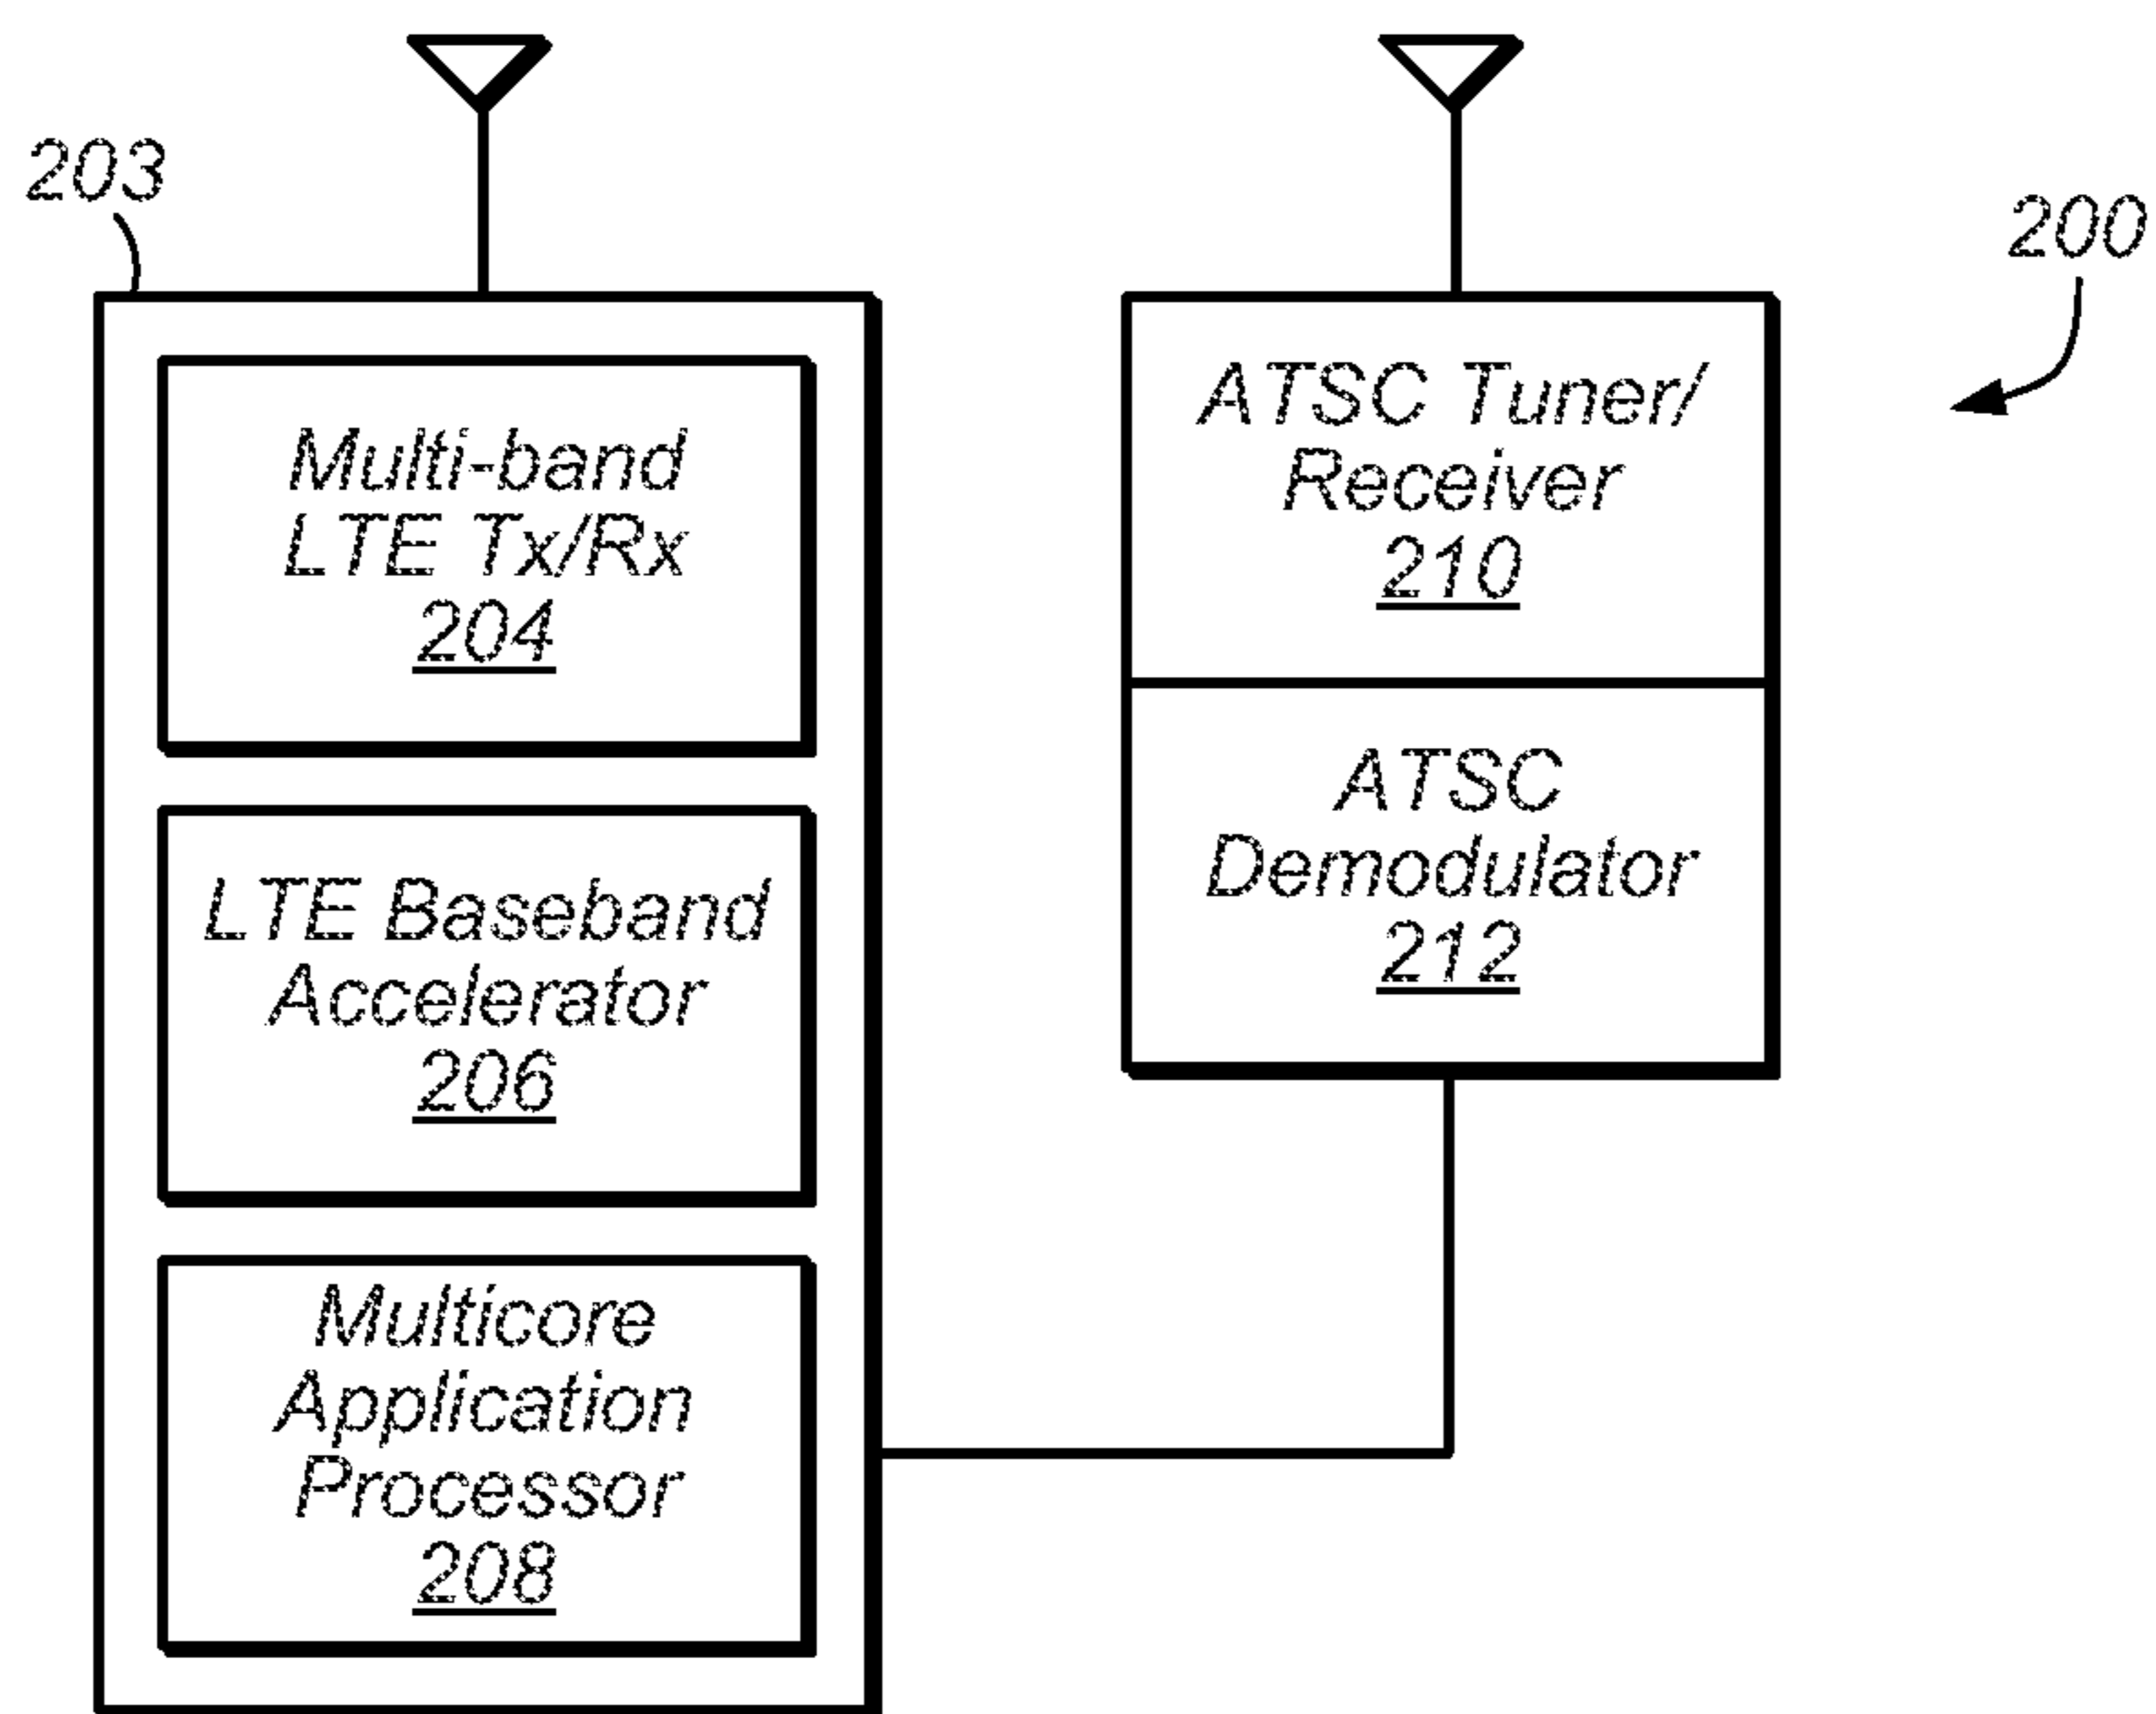 203
200
Multi-band
LTE Tx/Rx
204
LTE Baseband
Accelerator
206
Multicore
Application
Processor
208
ATSC Tuner/
Receiver
210
ATSC
Demodulator
212